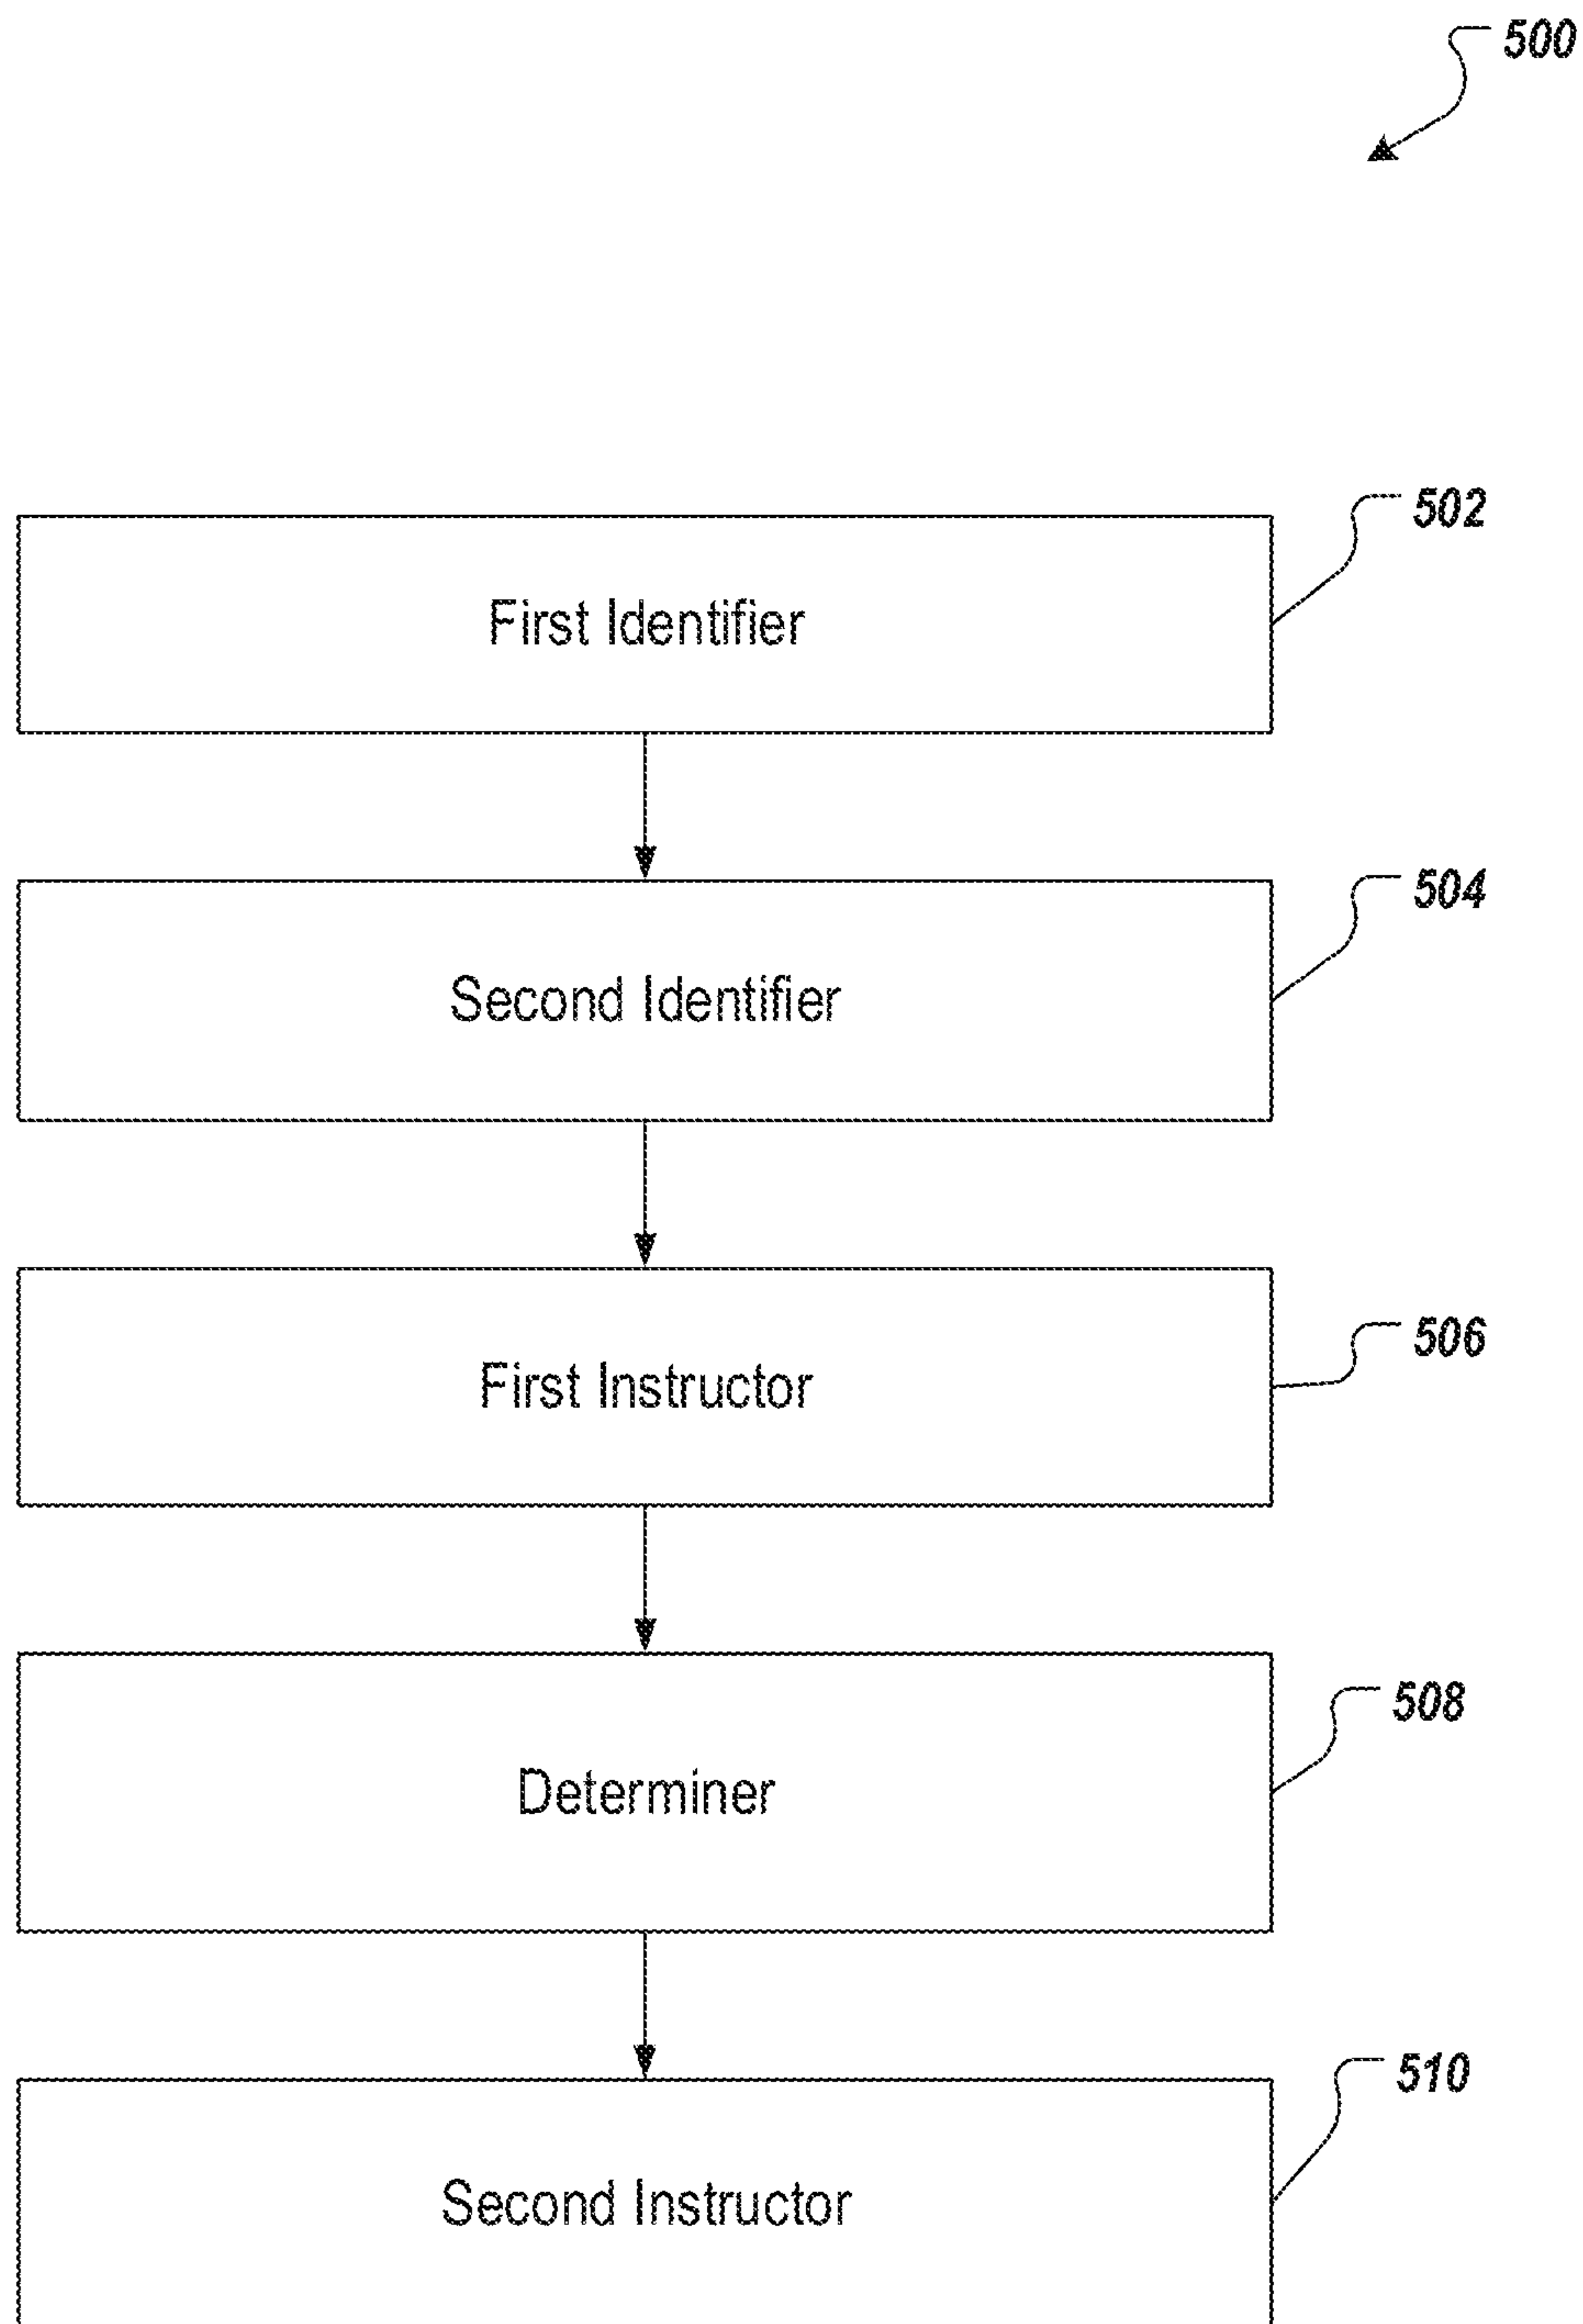 500
502
First Identifier
504
Second Identifier
506
First Instructor
508
Determiner
510
Second Instructor